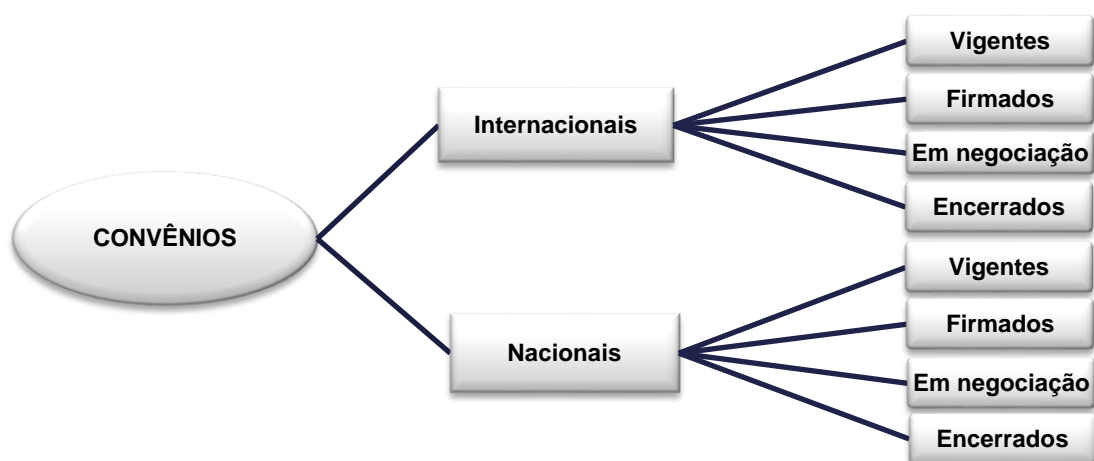 CONVÊNIOS
Internacionais
Vigentes
Firmados
Em negociação
Encerrados
Nacionais
Vigentes
Firmados
Em negociação
Encerrados